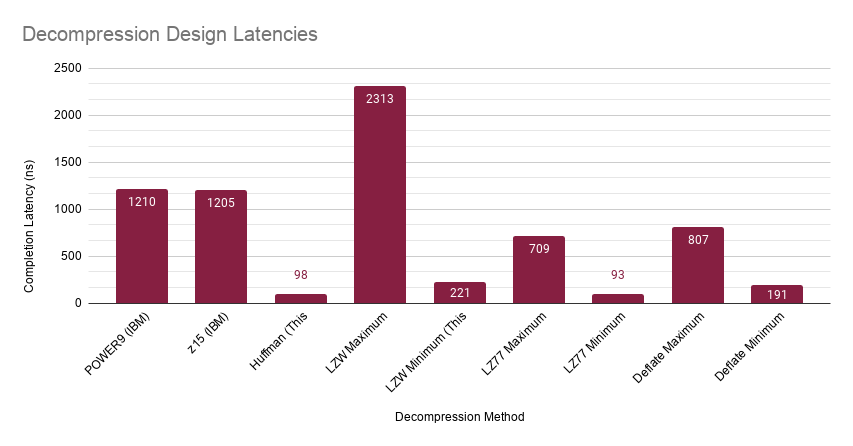 Decompression Design Latencies
Completion Latency (ns)
2500
2000
1500
1000
500
0
1210
1205
98
2313
221
709
93
807
191
POWER9 (IBM)
z15 (IBM)
Huffman (This
LZW Maximum
LZW Minimum (This
LZ77 Maximum
LZ77 Minimum
Deflate Maximum
Deflate Minimum
Decompression Method